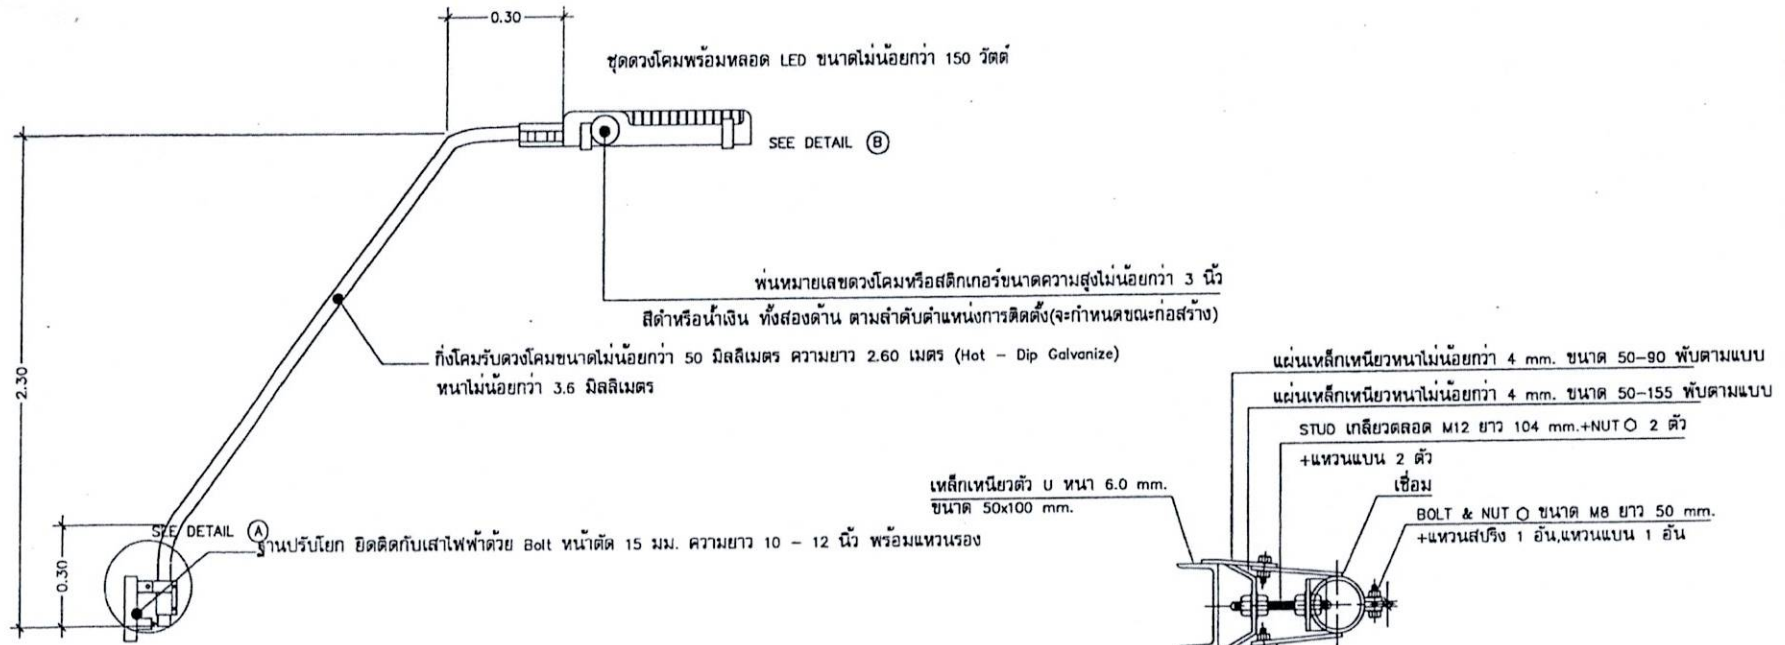 0.30
ชุดดวงโคมพร้อมหลอด LED ขนาดไม่น้อยกว่า 150 วัตต์
SEE DETAIL B
พ่นหมายเลขดวงโคมหรือสติกเกอร์ขนาดความสูงไม่น้อยกว่า 3 นิ้ว
สีดำหรือน้ำเงิน ทั้งสองด้าน ตามลำดับตำแหน่งการติดตั้ง(จะกำหนดขณะก่อสร้าง)
2.30
กิ่งโคมรับดวงโคมขนาดไม่น้อยกว่า 50 มิลลิเมตร ความยาว 2.60 เมตร (Hot - Dip Galvanize)
หนาไม่น้อยกว่า 3.6 มิลลิเมตร
แผ่นเหล็กเหนียวหนาไม่น้อยกว่า 4 mm. ขนาด 50-90 พับตามแบบ
แผ่นเหล็กเหนียวหนาไม่น้อยกว่า 4 mm. ขนาด 50-155 พับตามแบบ
STUD เกลียวตลอด M12 ยาว 104 mm.+NUT 2 ตัว
+แหวนแบน 2 ตัว
เหล็กเหนียวตัว U หนา 6.0 mm.
ขนาด 50x100 mm.
เชื่อม
BOLT & NUT ขนาด M8 ยาว 50 mm.
+แหวนสปริง 1 อัน,แหวนแบน 1 อัน
SEE DETAIL A
ฐานปรับโยก ยึดติดกับเสาไฟฟ้าด้วย Bolt หน้าตัด 15 มม. ความยาว 10 - 12 นิ้ว พร้อมแหวนรอง
0.30